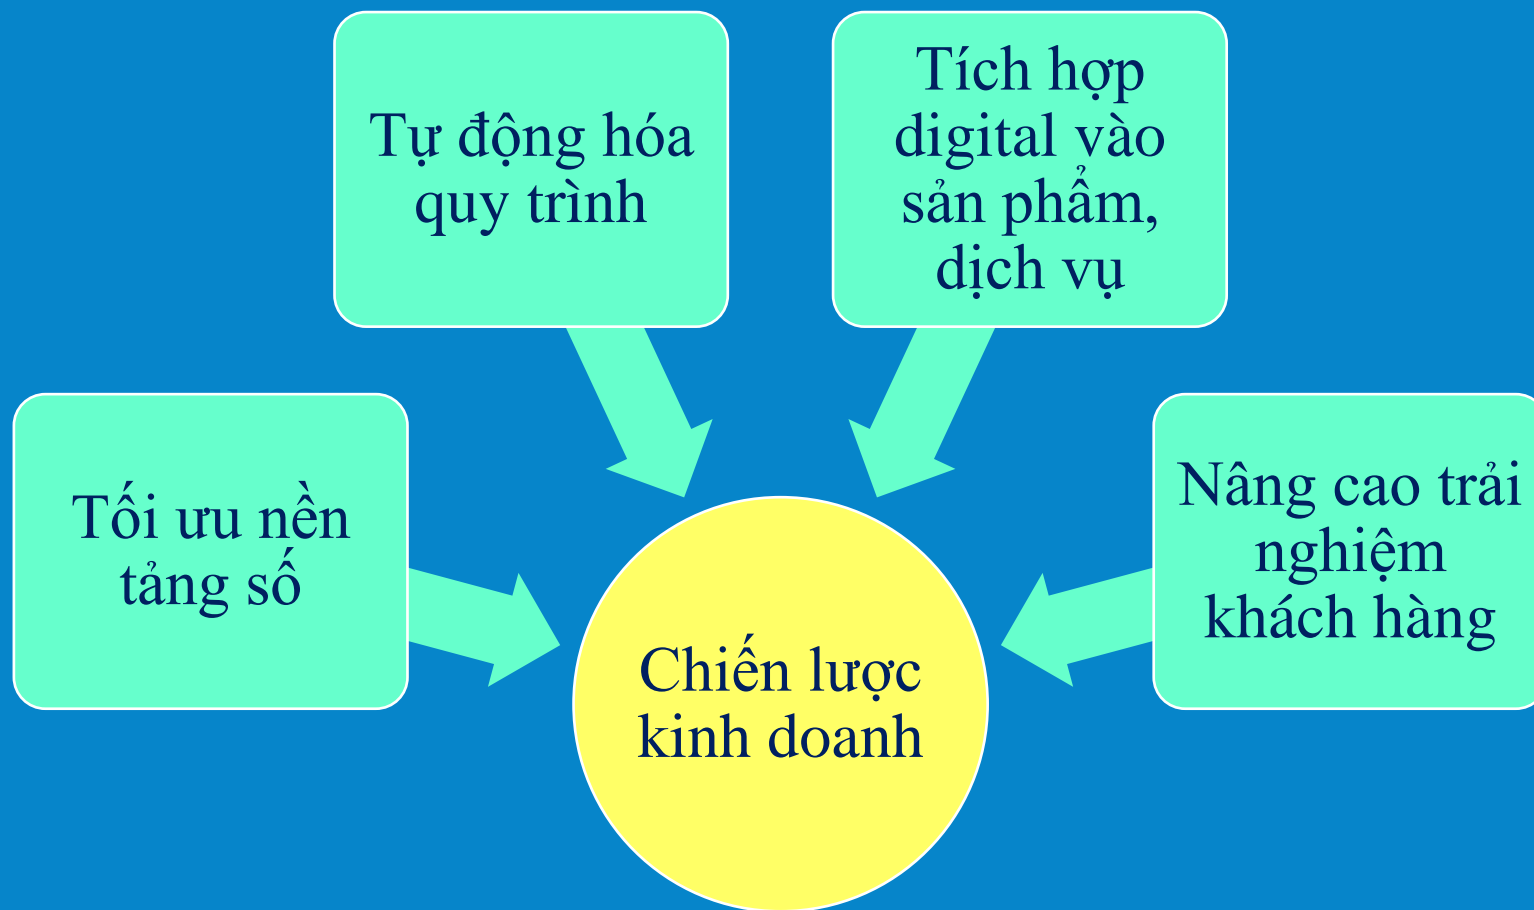 Tự động hóa
quy trình
Tích hợp
digital vào
sản phẩm,
dịch vụ
Tối ưu nền
tảng số
Nâng cao trải
nghiệm
khách hàng
Chiến lược
kinh doanh